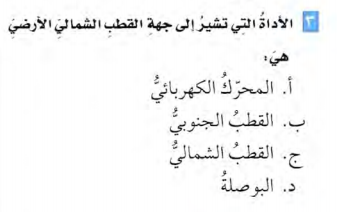 ٣ الأداةُ التي تشيرُ إلى جهةِ القطبِ الشماليِّ الأرضيِّ
هيَ:
أ. المحرّكُ الكهربائيُّ
ب. القطبُ الجنوبيُّ
ج. القطبُ الشماليُّ
د. البوصلةُ